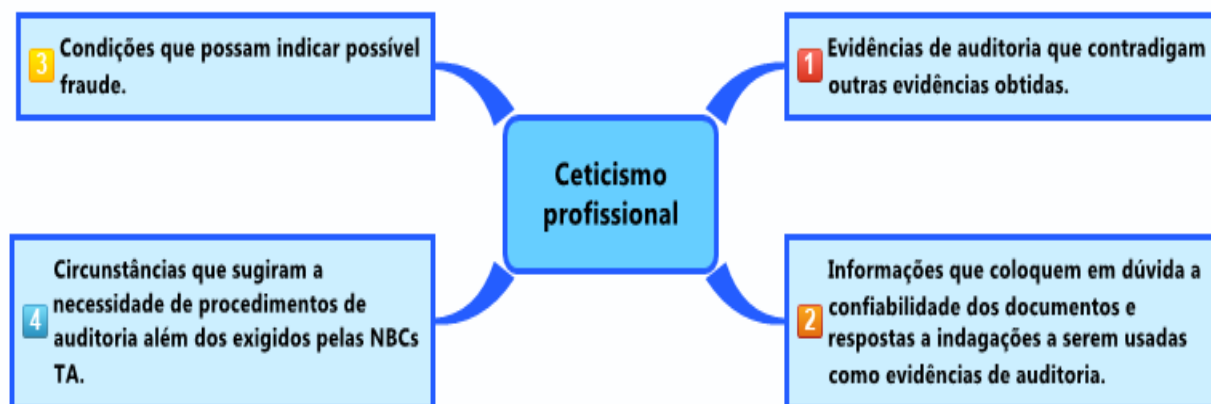 Ceticismo
profissional
1
Evidências de auditoria que contradigam
outras evidências obtidas.
2
Informações que coloquem em dúvida a
confiabilidade dos documentos e
respostas a indagações a serem usadas
como evidências de auditoria.
3
Condições que possam indicar possível
fraude.
4
Circunstâncias que sugiram a
necessidade de procedimentos de
auditoria além dos exigidos pelas NBCs
TA.